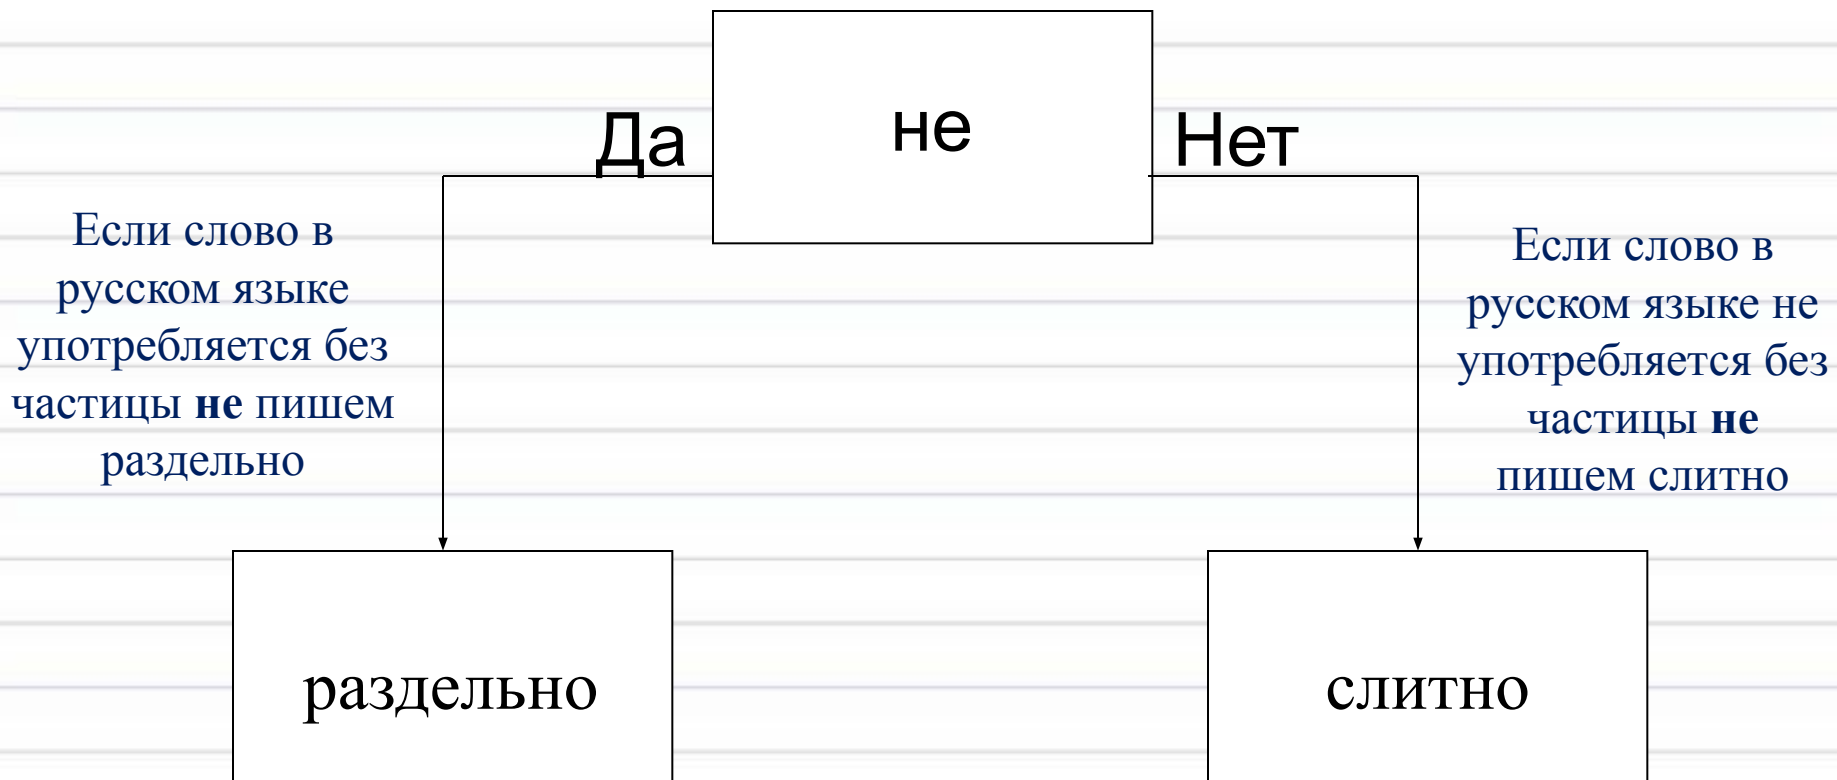 не
Да
Нет
Если слово в
русском языке
употребляется без
частицы не пишем
раздельно
Если слово в
русском языке не
употребляется без
частицы не
пишем слитно
раздельно
слитно